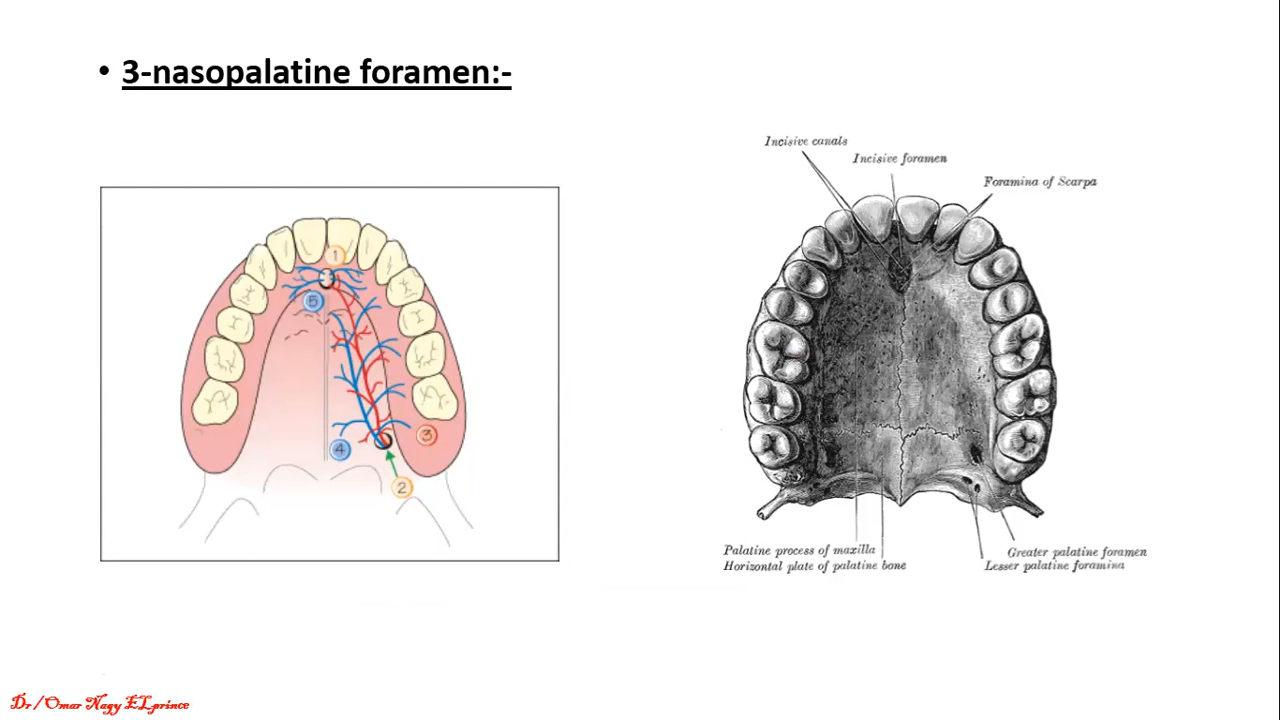 • 3-nasopalatine foramen:-
Incisive canals
Incisive foramen
Foramina of Scarpa
1
5
3
4
2
Palatine process of maxilla
Horizontal plate of palatine bone
Greater palatine foramen
Lesser palatine foramina
Dr/Omar Nagy ELprince